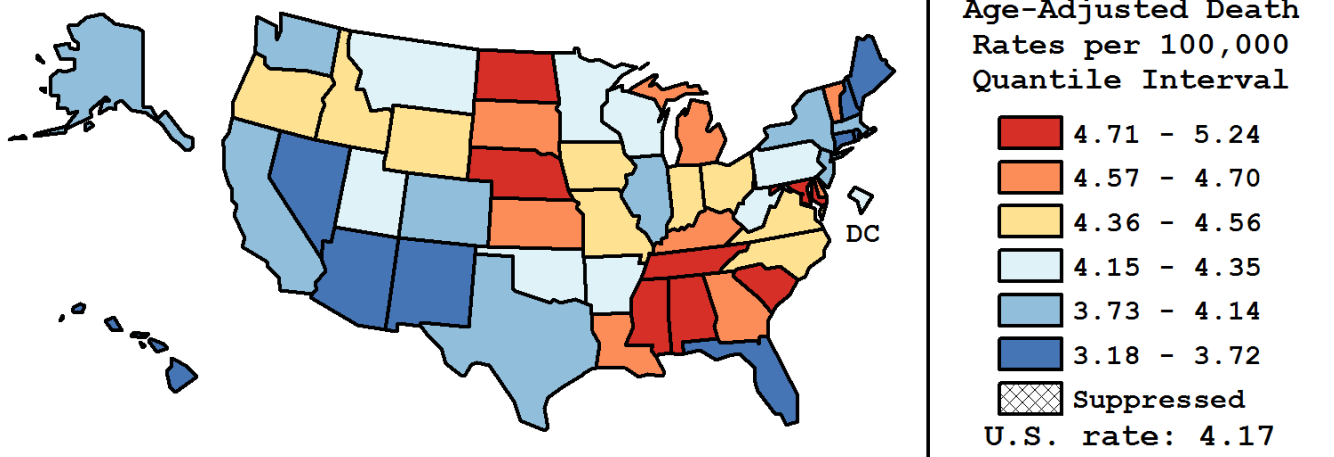 Age-Adjusted Death
Rates per 100,000
Quantile Interval
4.71 - 5.24
4.57 - 4.70
4.36 - 4.56
4.15 - 4.35
3.73 - 4.14
3.18 - 3.72
Suppressed
U.S. rate: 4.17
DC